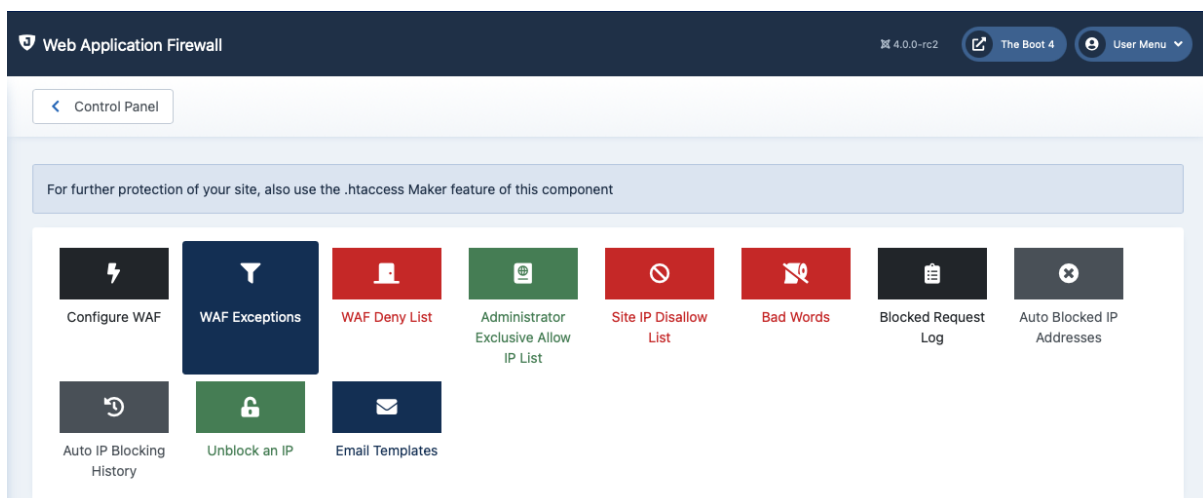 Web Application Firewall
4.0.0-rc2
The Boot 4
User Menu
Control Panel
For further protection of your site, also use the .htaccess Maker feature of this component
Configure WAF
WAF Exceptions
WAF Deny List
Administrator
Exclusive Allow
IP List
Site IP Disallow
List
Bad Words
Blocked Request
Log
Auto Blocked IP
Addresses
Auto IP Blocking
History
Unblock an IP
Email Templates